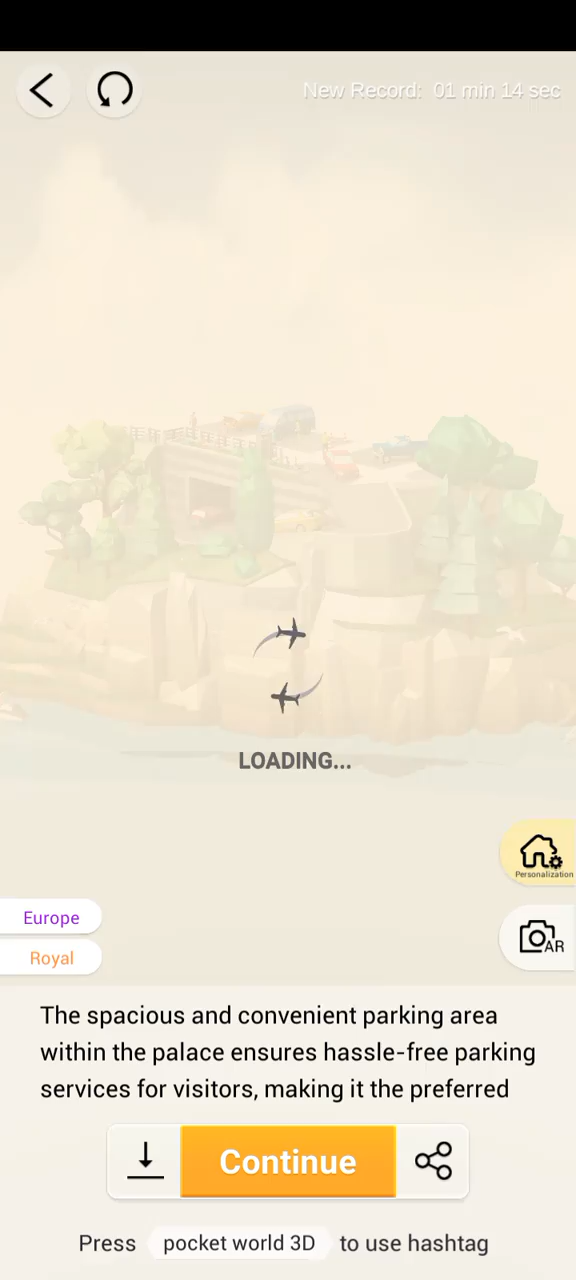 New Record: 01 min 14 sec
LOADING...
Personalization
Europe
AR
Royal
The spacious and convenient parking area
within the palace ensures hassle-free parking
services for visitors, making it the preferred
Continue
Press pocket world 3D to use hashtag